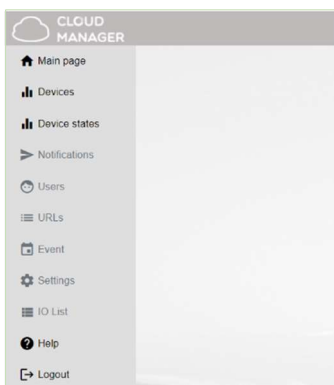 CLOUD
MANAGER
Main page
Devices
Device states
Notifications
Users
URLs
Event
Settings
IO List
Help
Logout